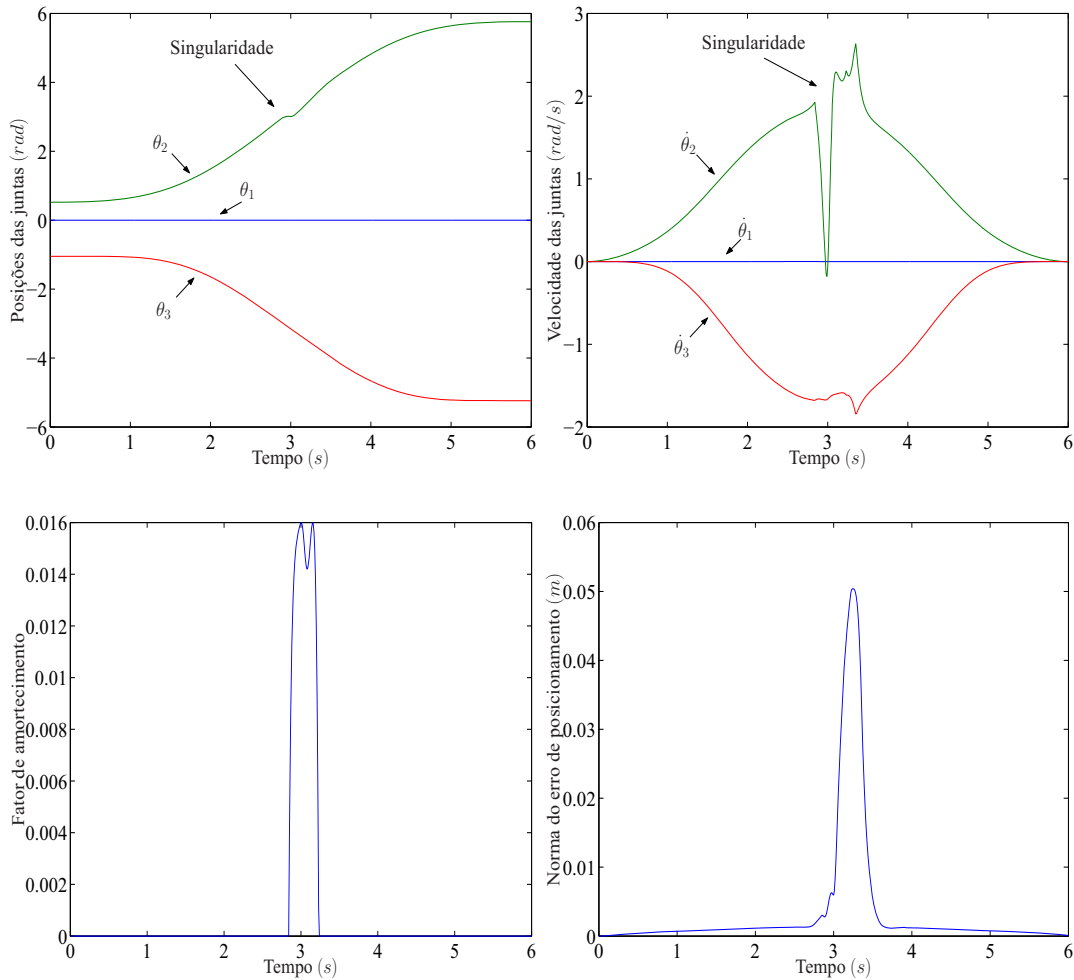 Posições das juntas (rad)
6
4
2
0
−2
−4
−6
Singularidade
θ2
θ1
θ3
0 1 2 3 4 5 6
Tempo (s)
Velocidade das juntas (rad/s)
3
2
1
0
−1
−2
Singularidade
θ̇2
θ̇1
θ̇3
0 1 2 3 4 5 6
Tempo (s)
Fator de amortecimento
0.016
0.014
0.012
0.01
0.008
0.006
0.004
0.002
0
0 1 2 3 4 5 6
Tempo (s)
Norma do erro de posicionamento (m)
0.06
0.05
0.04
0.03
0.02
0.01
0
0 1 2 3 4 5 6
Tempo (s)